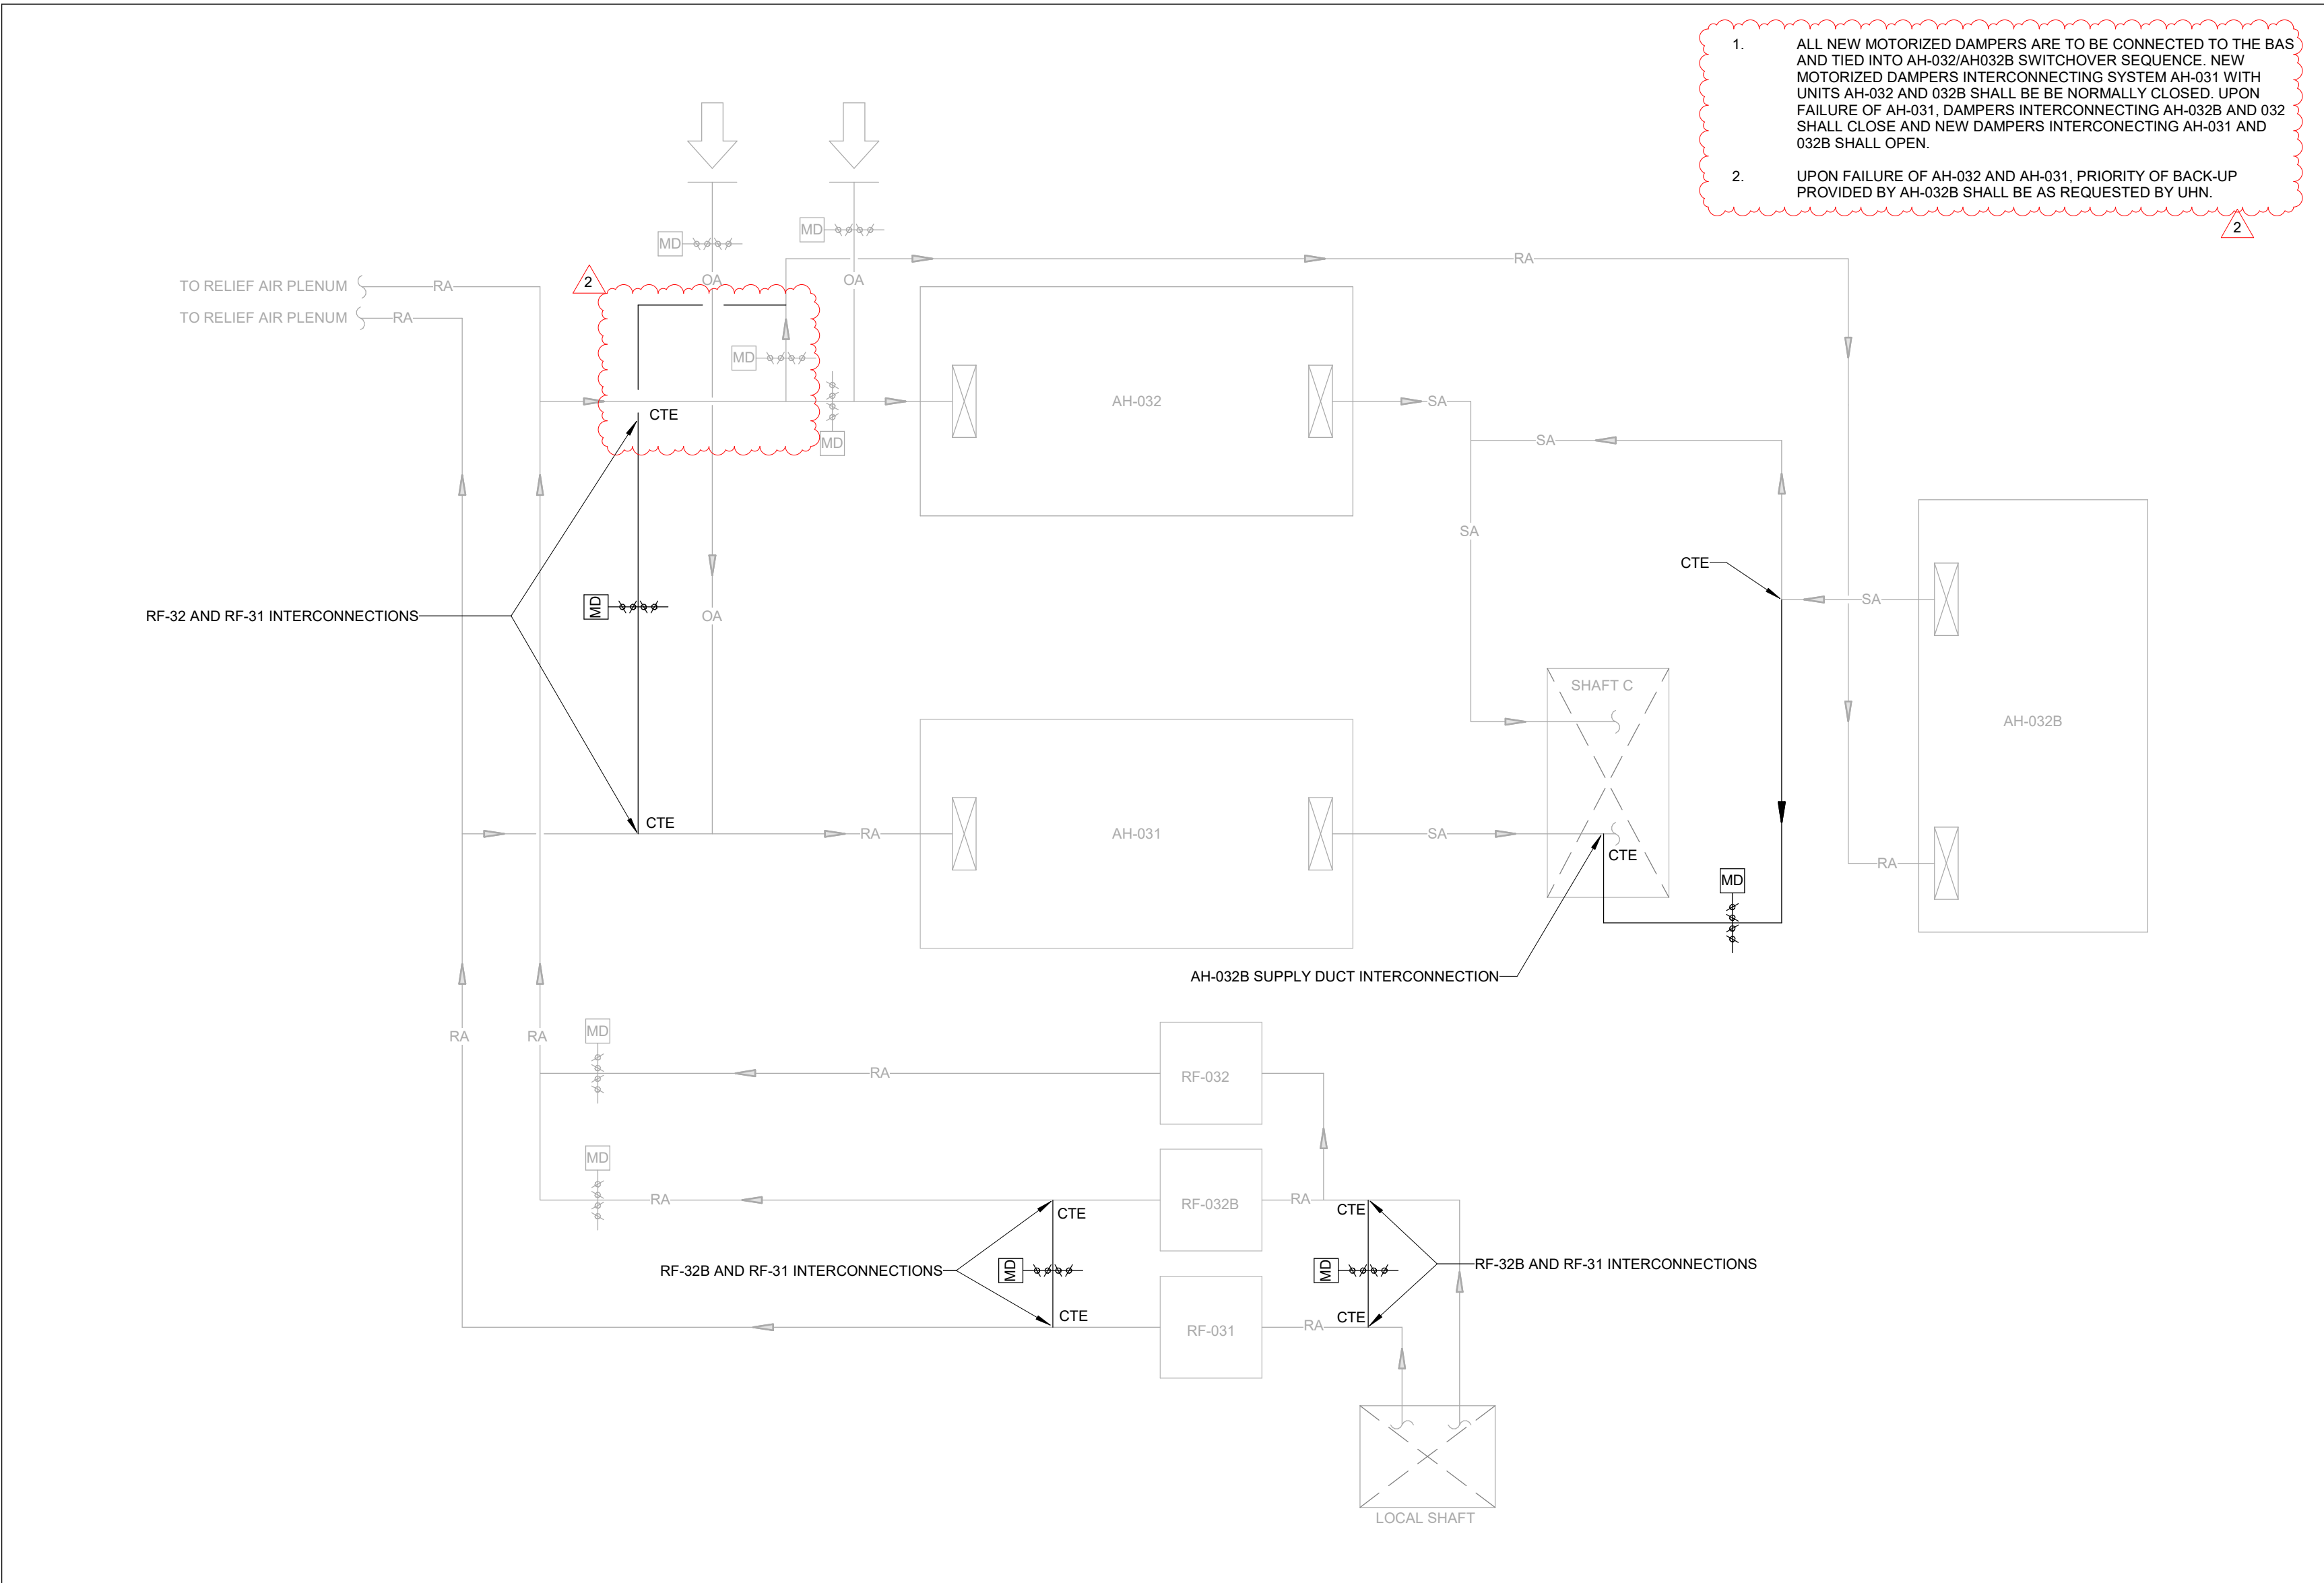 1. ALL NEW MOTORIZED DAMPERS ARE TO BE CONNECTED TO THE BAS
AND TIED INTO AH-032/AH032B SWITCHOVER SEQUENCE. NEW
MOTORIZED DAMPERS INTERCONNECTING SYSTEM AH-031 WITH
UNITS AH-032 AND 032B SHALL BE BE NORMALLY CLOSED. UPON
FAILURE OF AH-031, DAMPERS INTERCONNECTING AH-032B AND 032
SHALL CLOSE AND NEW DAMPERS INTERCONECTING AH-031 AND
032B SHALL OPEN.
2. UPON FAILURE OF AH-032 AND AH-031, PRIORITY OF BACK-UP
PROVIDED BY AH-032B SHALL BE AS REQUESTED BY UHN.
2
MD
MD
RA
OA
OA
2
TO RELIEF AIR PLENUM
RA
TO RELIEF AIR PLENUM
RA
MD
CTE
MD
AH-032
SA
SA
SA
CTE
SA
RF-32 AND RF-31 INTERCONNECTIONS
MD
OA
SHAFT C
AH-032B
CTE
RA
AH-031
SA
CTE
RA
MD
AH-032B SUPPLY DUCT INTERCONNECTION
RA
RA
MD
RA
RF-032
MD
RA
RF-032B
RA
CTE
CTE
RF-32B AND RF-31 INTERCONNECTIONS
MD
MD
RF-32B AND RF-31 INTERCONNECTIONS
CTE
CTE
RF-031
RA
LOCAL SHAFT